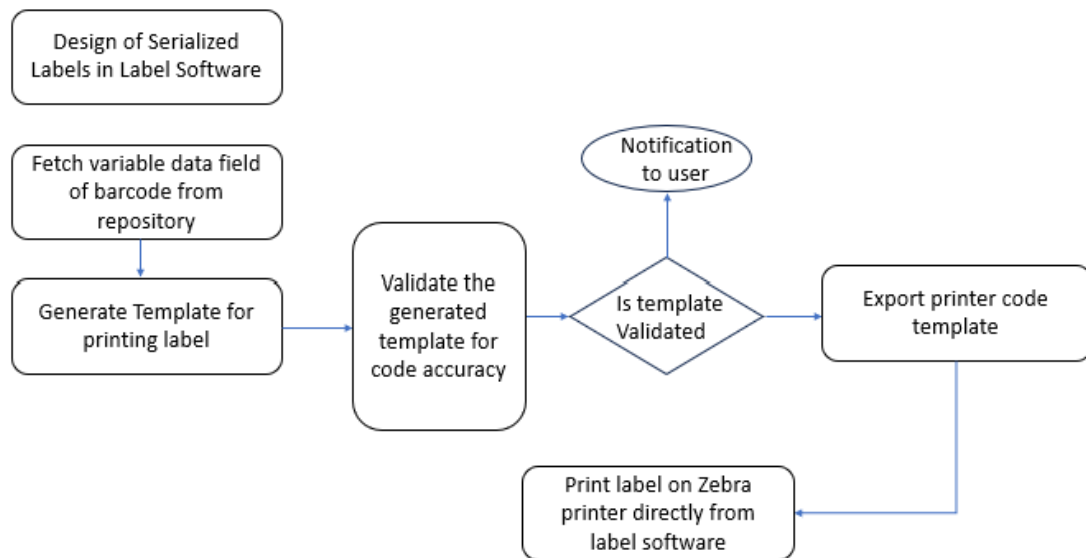 Design of Serialized
Labels in Label Software
Fetch variable data field
of barcode from
repository
Generate Template for
printing label
Validate the
generated
template for
code accuracy
Notification
to user
Is template
Validated
Export printer code
template
Print label on Zebra
printer directly from
label software